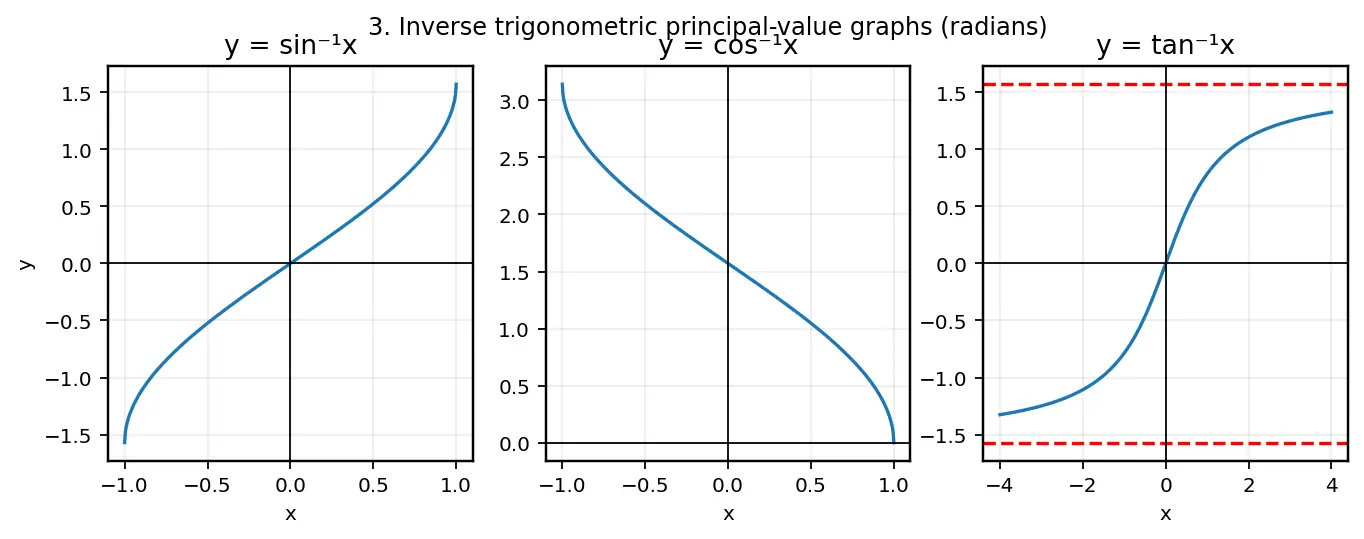 3. Inverse trigonometric principal-value graphs (radians)
y = sin⁻¹x
y = cos⁻¹x
y = tan⁻¹x
y
1.5
1.0
0.5
0.0
−0.5
−1.0
−1.5
−1.0 −0.5 0.0 0.5 1.0
x
3.0
2.5
2.0
1.5
1.0
0.5
0.0
−1.0 −0.5 0.0 0.5 1.0
x
1.5
1.0
0.5
0.0
−0.5
−1.0
−1.5
−4 −2 0 2 4
x